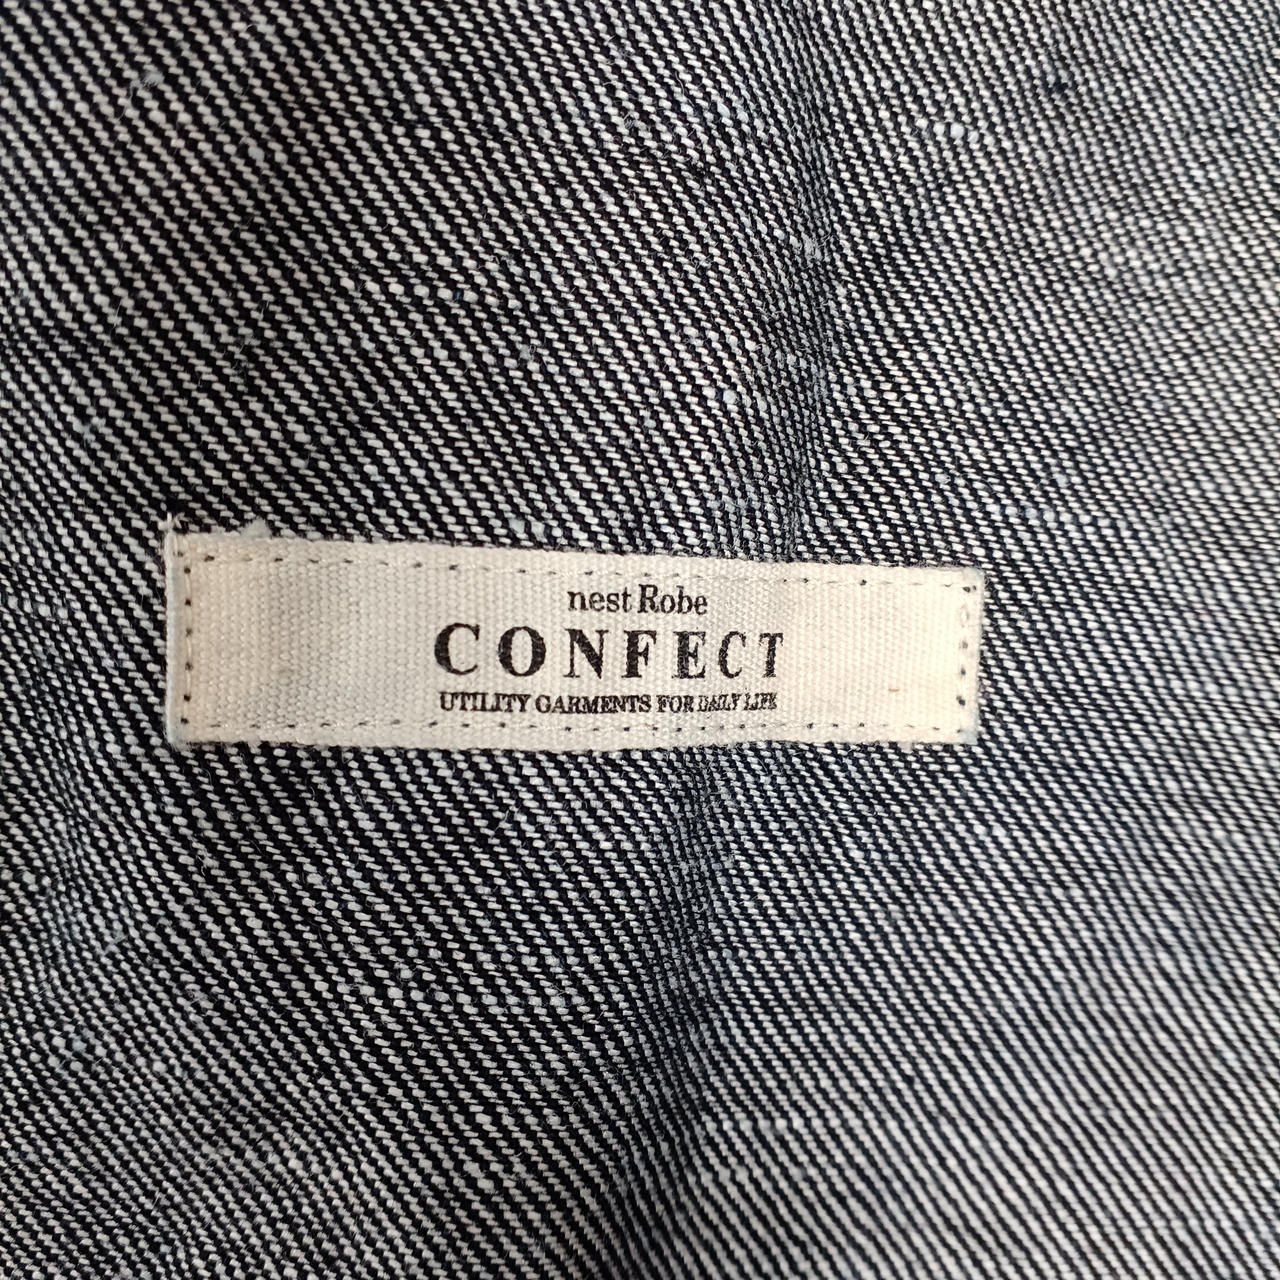 nest Robe
CONFECT
UTILITY GARMENTS FOR DAILY LIFE